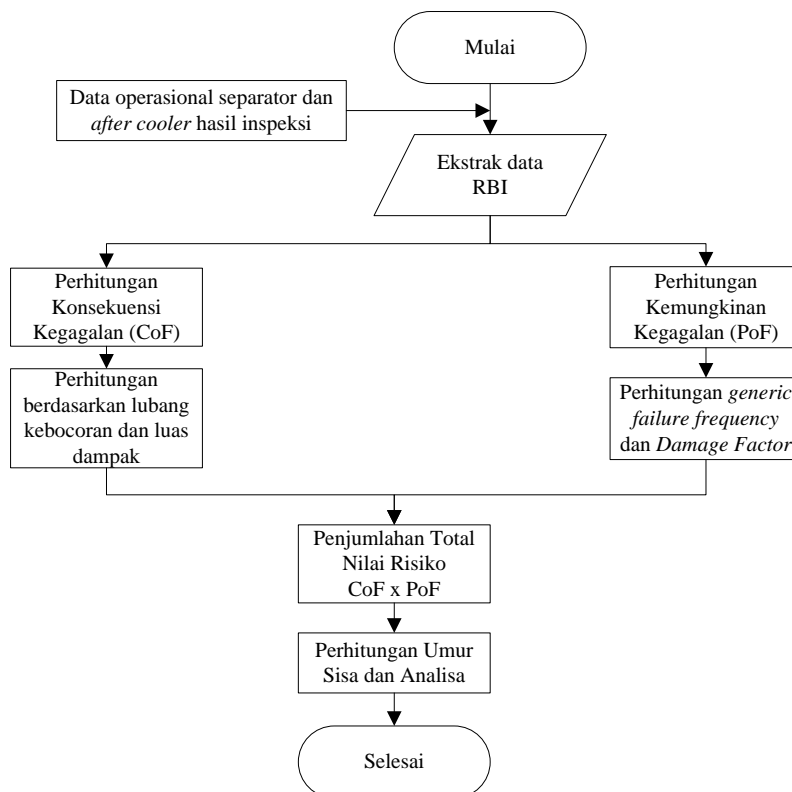 Mulai
Data operasional separator dan
after cooler hasil inspeksi
Ekstrak data
RBI
Perhitungan
Konsekuensi
Kegagalan (CoF)
Perhitungan
Kemungkinan
Kegagalan (PoF)
Perhitungan
berdasarkan lubang
kebocoran dan luas
dampak
Perhitungan generic
failure frequency
dan Damage Factor
Penjumlahan Total
Nilai Risiko
CoF x PoF
Perhitungan Umur
Sisa dan Analisa
Selesai